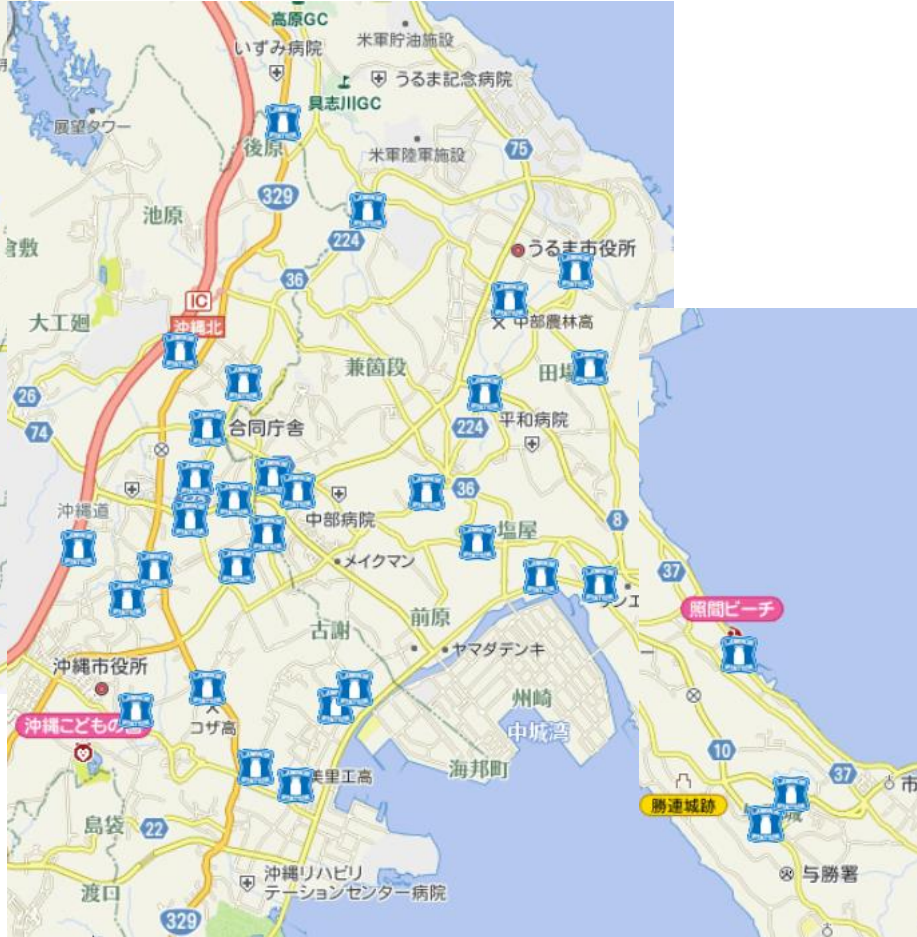 高原GC
いずみ病院
米軍貯油施設
うるま記念病院
具志川GC
展望タワー
後原
米軍陸軍施設
75
329
池原
倉敷
224
うるま市役所
36
IC
沖縄北
大工廻
中部農林高
兼箇段
田場
26
74
合同庁舎
224
平和病院
36
沖縄道
中部病院
塩屋
8
メイクマン
37
サンエ
照間ビーチ
古謝
前原
ヤマダデンキ
沖縄市役所
コザ高
州崎
中城湾
沖縄こどもの
10
海邦町
37
美里工高
市
勝連城跡
城
島袋
22
与勝署
沖縄リハビリ
テーションセンター病院
渡口
329